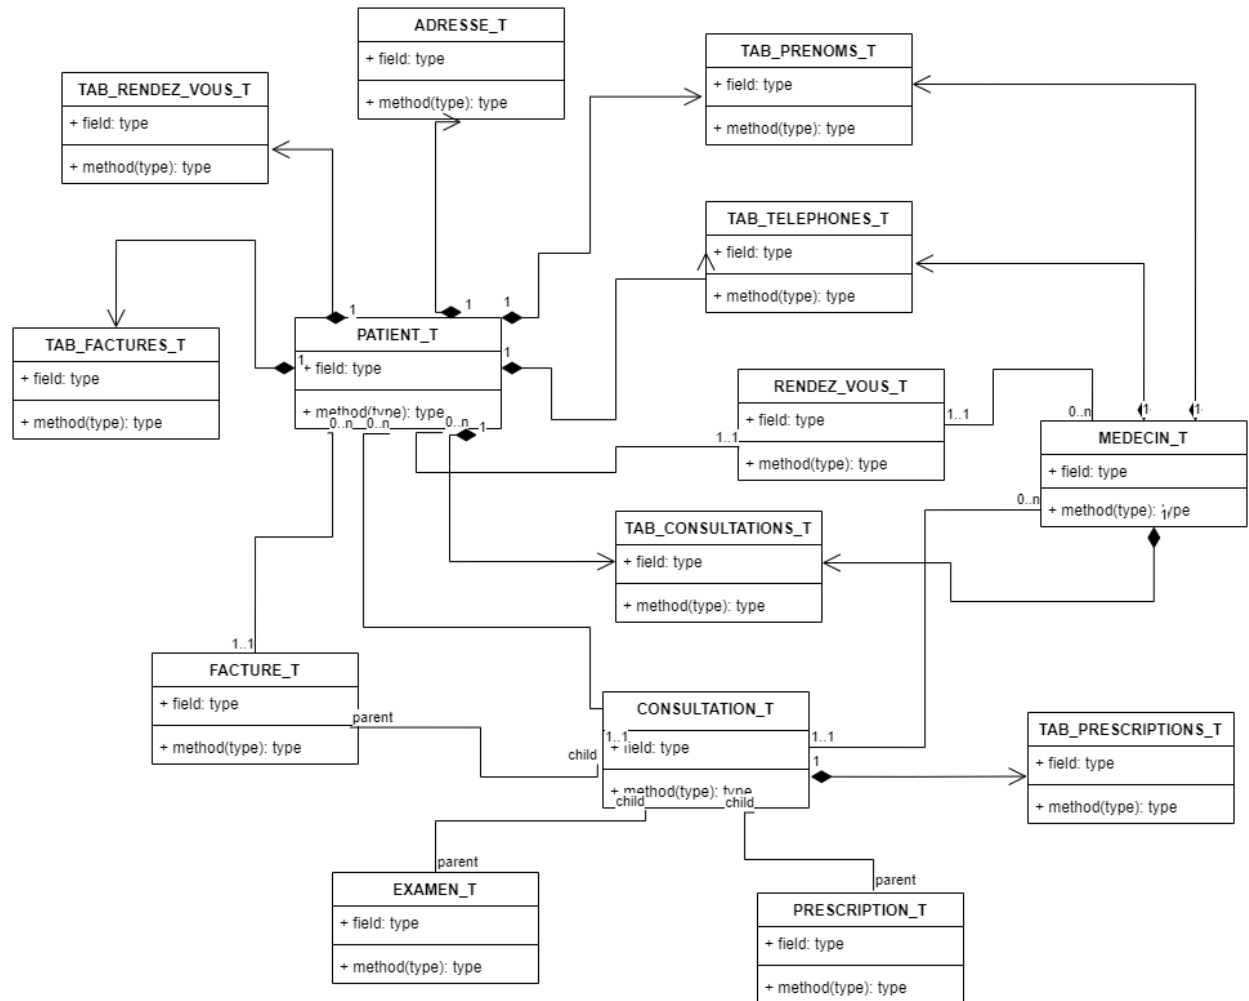 ADRESSE_T
+ field: type
+ method(type): type
TAB_PRENOMS_T
+ field: type
+ method(type): type
TAB_RENDEZ_VOUS_T
+ field: type
+ method(type): type
TAB_TELEPHONES_T
+ field: type
+ method(type): type
1
1
1
TAB_FACTURES_T
+ field: type
+ method(type): type
PATIENT_T
+ field: type
+ method(type): type
1
1
0..n
0..n
0..n
1
RENDEZ_VOUS_T
+ field: type
+ method(type): type
1..1
1..1
0..n
1
1
MEDECIN_T
+ field: type
+ method(type): type
0..n
1
TAB_CONSULTATIONS_T
+ field: type
+ method(type): type
1..1
FACTURE_T
+ field: type
+ method(type): type
parent
child
CONSULTATION_T
+ field: type
+ method(type): type
1..1
1..1
1
child
child
TAB_PRESCRIPTIONS_T
+ field: type
+ method(type): type
parent
EXAMEN_T
+ field: type
+ method(type): type
parent
PRESCRIPTION_T
+ field: type
+ method(type): type